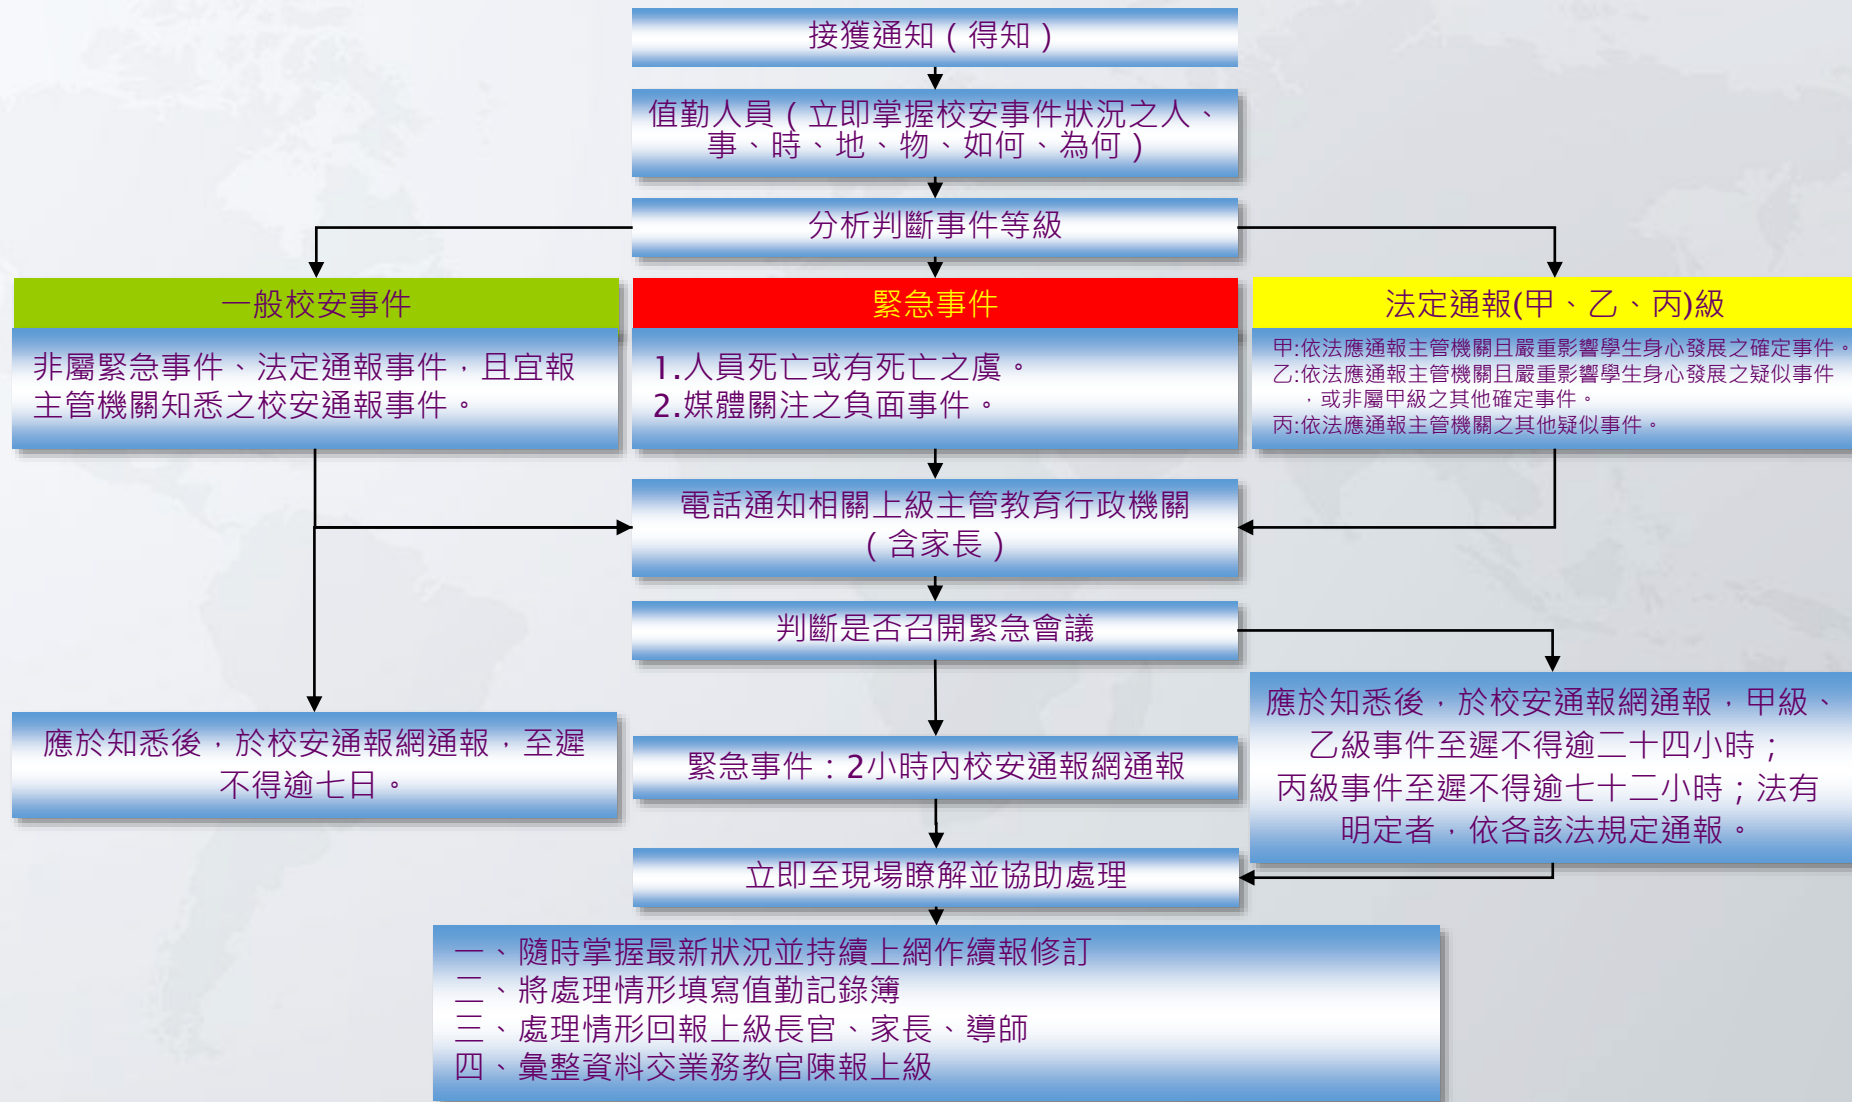 接獲通知（得知）
值勤人員（立即掌握校安事件狀況之人、
事、時、地、物、如何、為何）
分析判斷事件等級
一般校安事件
非屬緊急事件、法定通報事件，且宜報
主管機關知悉之校安通報事件。
緊急事件
1.人員死亡或有死亡之虞。
2.媒體關注之負面事件。
法定通報(甲、乙、丙)級
甲:依法應通報主管機關且嚴重影響學生身心發展之確定事件。
乙:依法應通報主管機關且嚴重影響學生身心發展之疑似事件
，或非屬甲級之其他確定事件。
丙:依法應通報主管機關之其他疑似事件。
電話通知相關上級主管教育行政機關
（含家長）
判斷是否召開緊急會議
應於知悉後，於校安通報網通報，至遲
不得逾七日。
緊急事件：2小時內校安通報網通報
應於知悉後，於校安通報網通報，甲級、
乙級事件至遲不得逾二十四小時；
丙級事件至遲不得逾七十二小時；法有
明定者，依各該法規定通報。
立即至現場瞭解並協助處理
一、隨時掌握最新狀況並持續上網作續報修訂
二、將處理情形填寫值勤記錄簿
三、處理情形回報上級長官、家長、導師
四、彙整資料交業務教官陳報上級